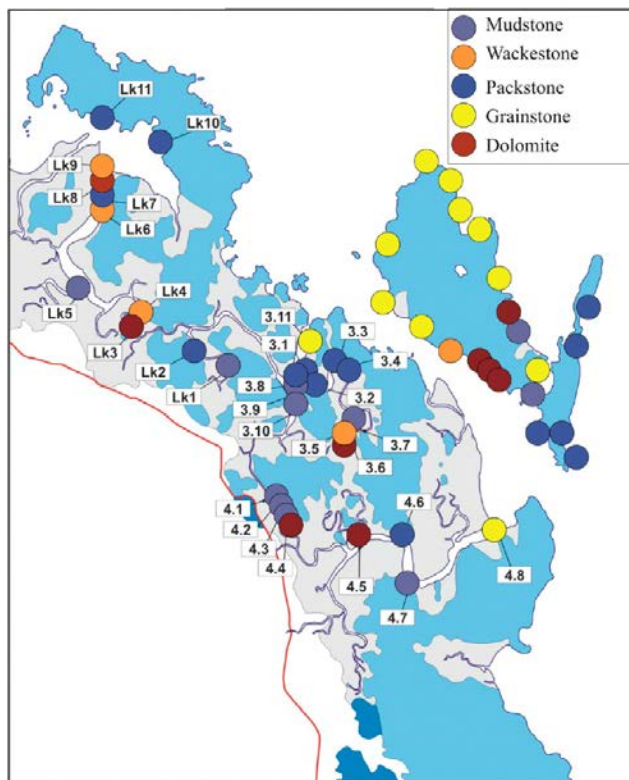 Mudstone
Wackestone
Packstone
Grainstone
Dolomite
Lk11
Lk10
Lk9
Lk8
Lk7
Lk6
Lk5
Lk4
Lk3
Lk2
Lk1
3.11
3.1
3.3
3.4
3.8
3.9
3.2
3.10
3.5
3.7
3.6
4.1
4.2
4.3
4.4
4.6
4.5
4.8
4.7